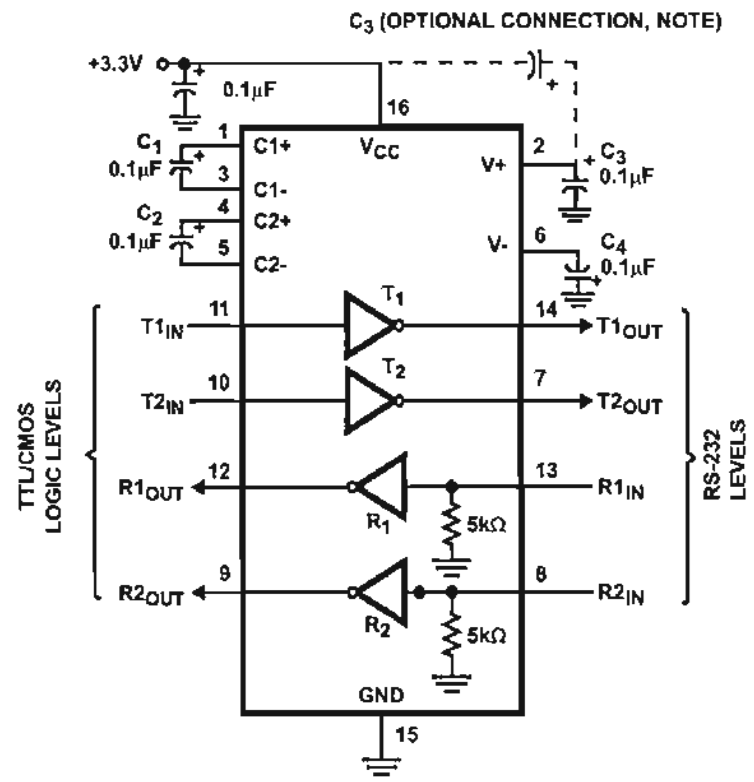 C3 (OPTIONAL CONNECTION, NOTE)
+3.3V
+
0.1μF
+
16
1
C1
+
0.1μF
3
C1+
C1-
VCC
2
V+
+
C3
0.1μF
4
C2
+
0.1μF
5
C2+
C2-
6
V-
C4
0.1μF
+
T1
11
14
T1IN
T1OUT
T2
10
7
T2IN
T2OUT
TTL/CMOS
LOGIC LEVELS
RS-232
LEVELS
12
13
R1OUT
R1IN
R1
5kΩ
9
8
R2OUT
R2IN
R2
5kΩ
GND
15